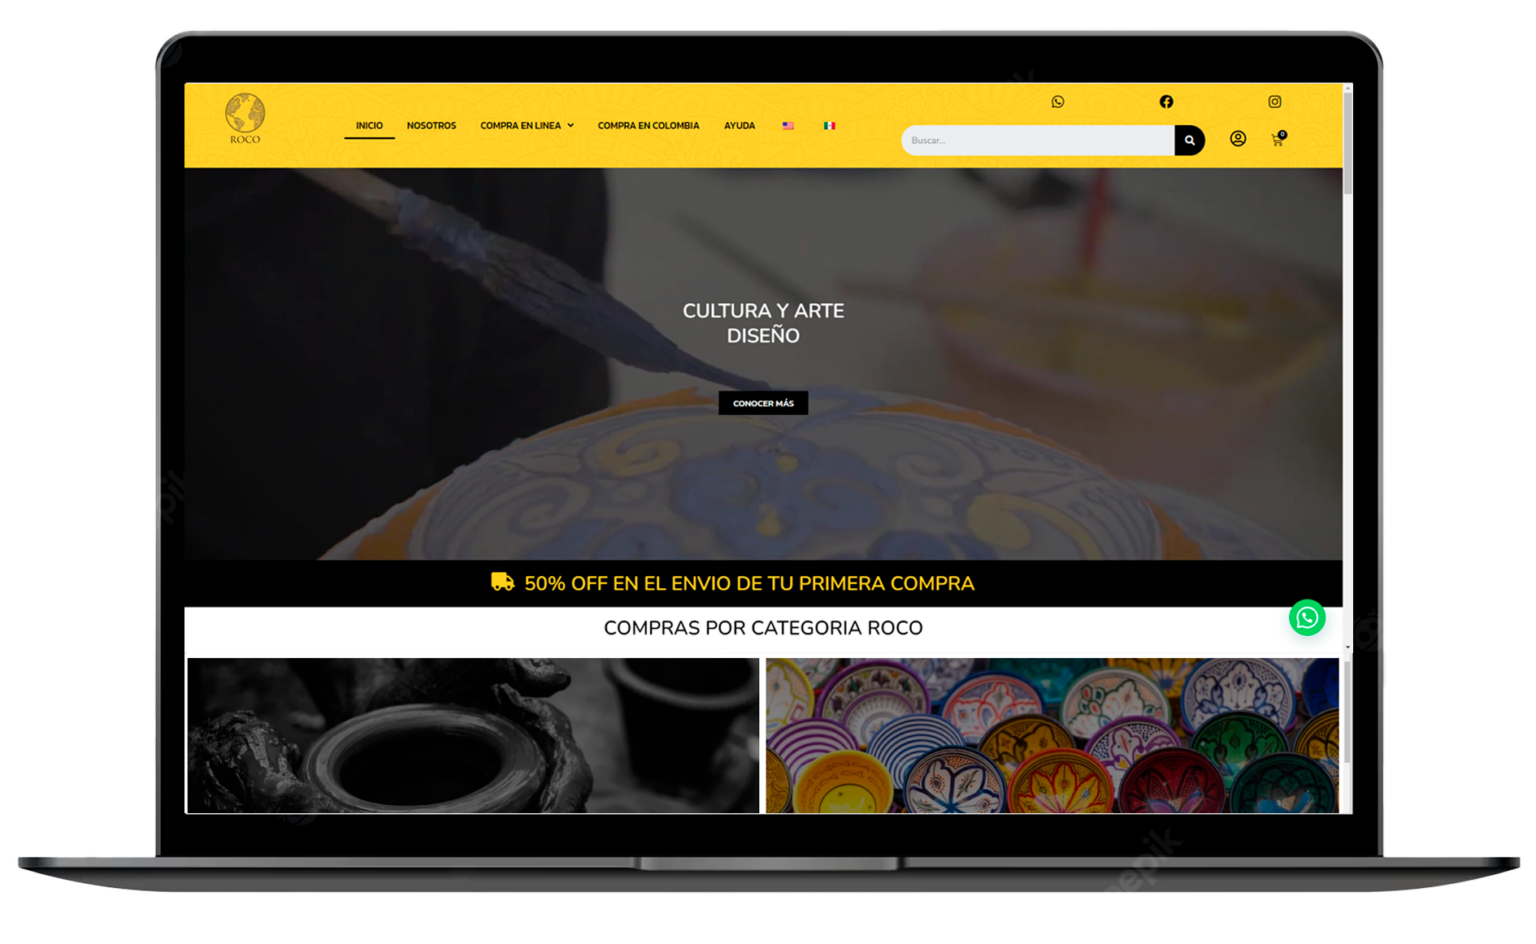 ROCO
INICIO
NOSOTROS
COMPRA EN LINEA
COMPRA EN COLOMBIA
AYUDA
Buscar...
0
CULTURA Y ARTE
DISEÑO
CONOCER MÁS
50% OFF EN EL ENVIO DE TU PRIMERA COMPRA
COMPRAS POR CATEGORIA ROCO